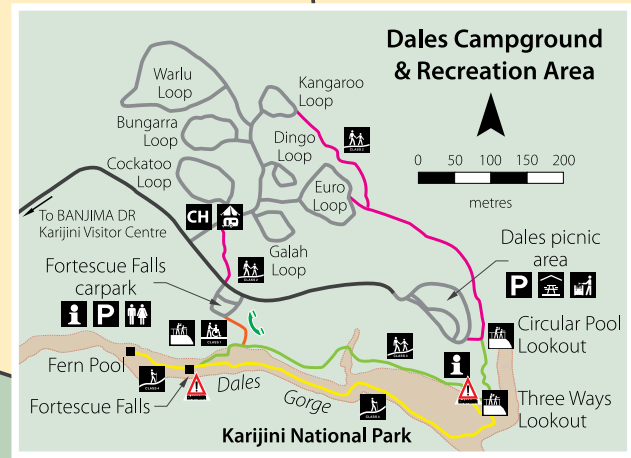 Dales Campground
& Recreation Area
Warlu
Loop
Kangaroo
Loop
Bungarra
Loop
Dingo
Loop
Cockatoo
Loop
Euro
Loop
0 50 100 150 200
metres
CH
To BANJIMA DR
Karijini Visitor Centre
Galah
Loop
Dales picnic
area
P
Fortescue Falls
carpark
i P
CLASS 1
Circular Pool
Lookout
i
Fern Pool
Fortescue Falls
Dales
Gorge
Three Ways
Lookout
Karijini National Park